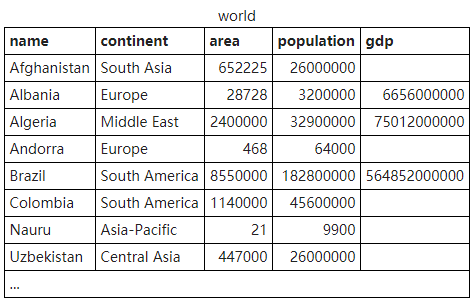 world
name continent area population gdp
Afghanistan South Asia 652225 26000000
Albania Europe 28728 3200000 6656000000
Algeria Middle East 2400000 32900000 75012000000
Andorra Europe 468 64000
Brazil South America 8550000 182800000 564852000000
Colombia South America 1140000 45600000
Nauru Asia-Pacific 21 9900
Uzbekistan Central Asia 447000 26000000
...